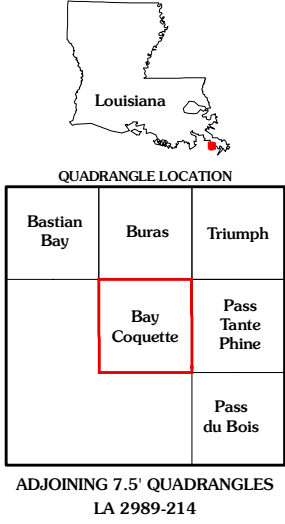 Louisiana
QUADRANGLE LOCATION
Bastian
Bay
Buras
Triumph
Bay
Coquette
Pass
Tante
Phine
Pass
du Bois
ADJOINING 7.5' QUADRANGLES
LA 2989-214